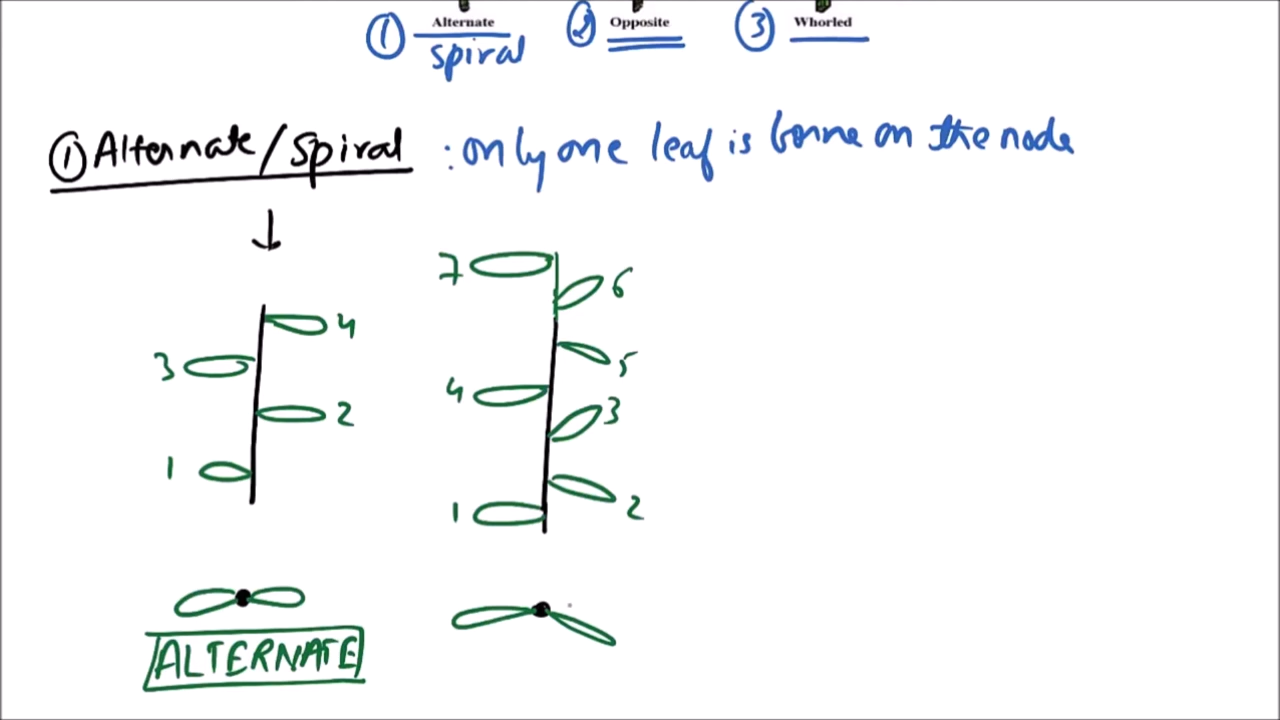 ① Alternate ② Opposite ③ Whorled
spiral
① Alternate/spiral : only one leaf is borne on the node
7
6
4
3
5
4
3
2
1
1
2
ALTERNATE